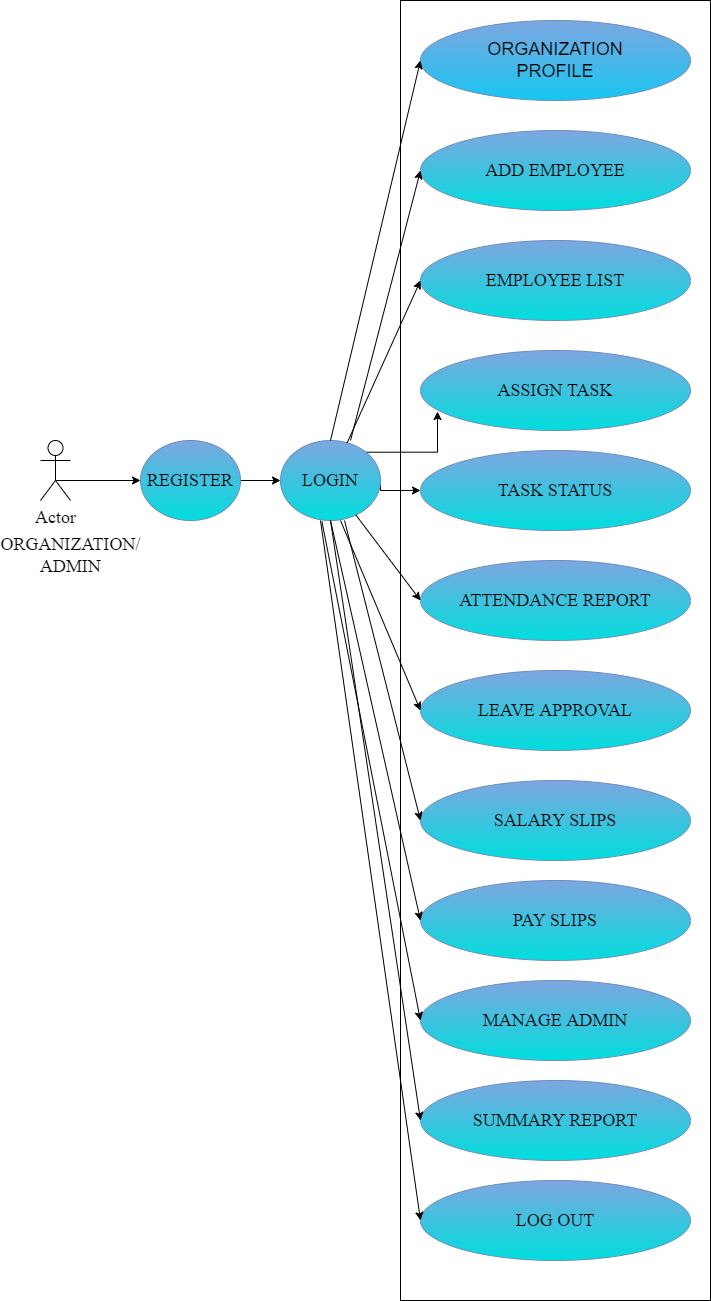 ORGANIZATION
PROFILE
ADD EMPLOYEE
EMPLOYEE LIST
ASSIGN TASK
REGISTER
LOGIN
TASK STATUS
Actor
ORGANIZATION/
ADMIN
ATTENDANCE REPORT
LEAVE APPROVAL
SALARY SLIPS
PAY SLIPS
MANAGE ADMIN
SUMMARY REPORT
LOG OUT